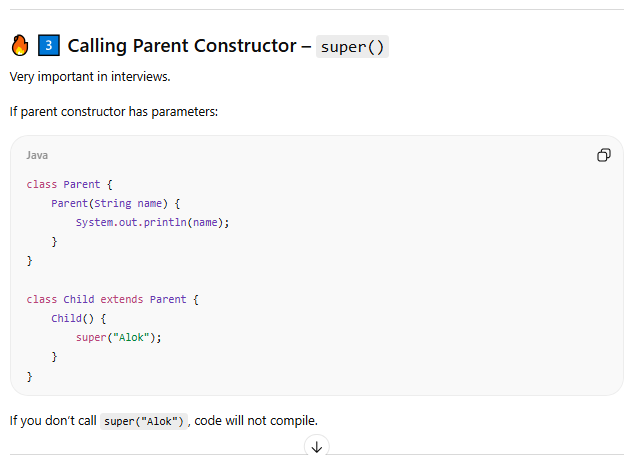 🔥 3️⃣ Calling Parent Constructor – super()
Very important in interviews.
If parent constructor has parameters:
Java
class Parent {
    Parent(String name) {
        System.out.println(name);
    }
}
class Child extends Parent {
    Child() {
        super("Alok");
    }
}
If you don’t call super("Alok"), code will not compile.